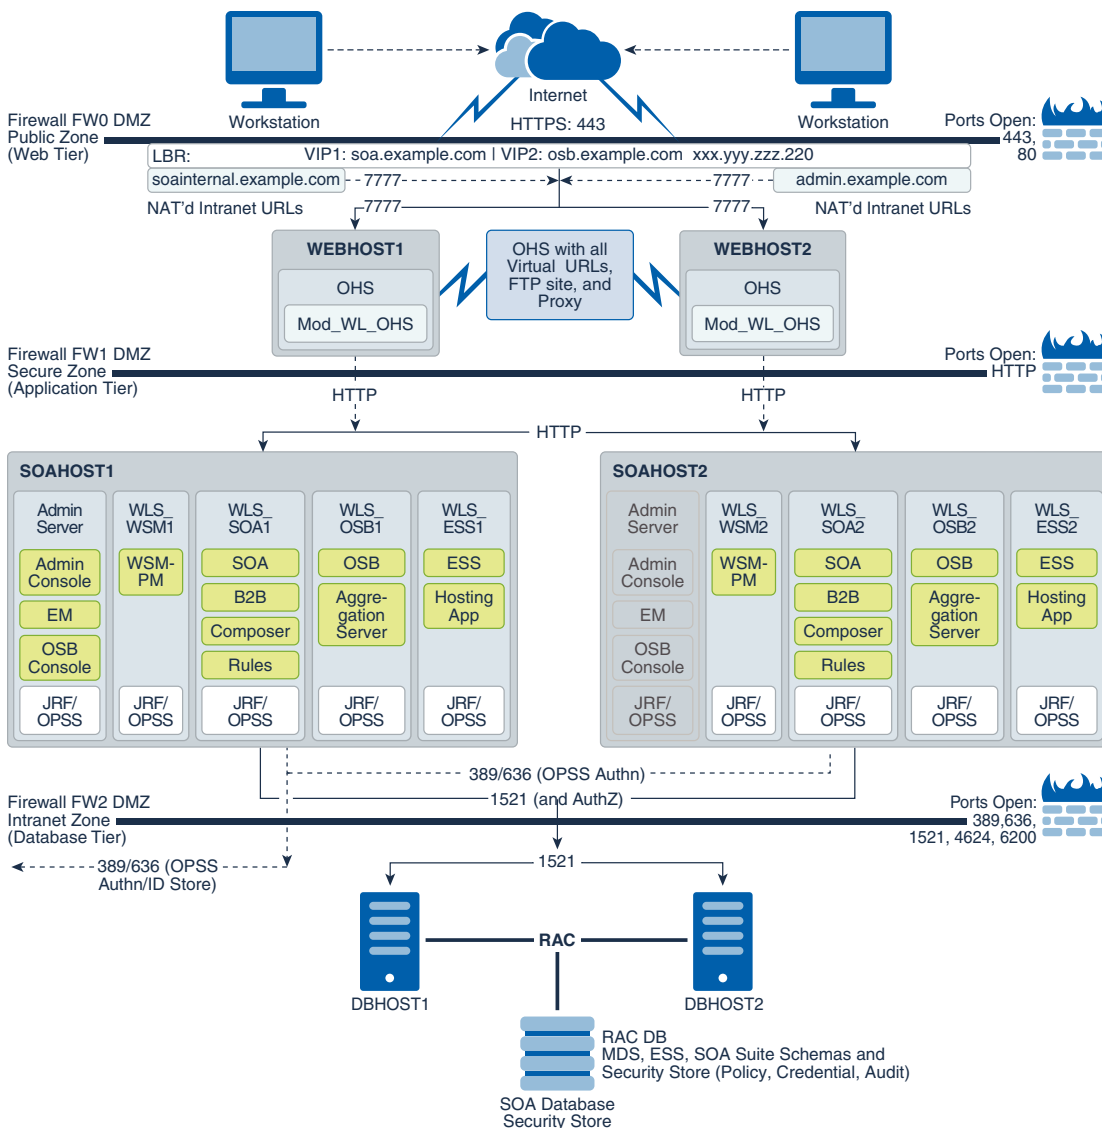 Internet
Workstation
Workstation
HTTPS: 443
Firewall FW0 DMZ
Public Zone
(Web Tier)
Ports Open:
443,
80
LBR:
VIP1: soa.example.com | VIP2: osb.example.com xxx.yyy.zzz.220
soainternal.example.com
7777
7777
admin.example.com
NAT'd Intranet URLs
7777
7777
NAT'd Intranet URLs
WEBHOST1
OHS
Mod_WL_OHS
OHS with all
Virtual URLs,
FTP site, and
Proxy
WEBHOST2
OHS
Mod_WL_OHS
Firewall FW1 DMZ
Secure Zone
(Application Tier)
Ports Open:
HTTP
HTTP
HTTP
HTTP
SOAHOST1
Admin
Server
Admin
Console
EM
OSB
Console
JRF/
OPSS
WLS_
WSM1
WSM-
PM
JRF/
OPSS
WLS_
SOA1
SOA
B2B
Composer
Rules
JRF/
OPSS
WLS_
OSB1
OSB
Aggre-
gation
Server
JRF/
OPSS
WLS_
ESS1
ESS
Hosting
App
JRF/
OPSS
SOAHOST2
Admin
Server
Admin
Console
EM
OSB
Console
JRF/
OPSS
WLS_
WSM2
WSM-
PM
JRF/
OPSS
WLS_
SOA2
SOA
B2B
Composer
Rules
JRF/
OPSS
WLS_
OSB2
OSB
Aggre-
gation
Server
JRF/
OPSS
WLS_
ESS2
ESS
Hosting
App
JRF/
OPSS
389/636 (OPSS Authn)
1521 (and AuthZ)
Firewall FW2 DMZ
Intranet Zone
(Database Tier)
Ports Open:
389,636,
1521, 4624, 6200
389/636 (OPSS
Authn/ID Store)
1521
RAC
DBHOST1
DBHOST2
RAC DB
MDS, ESS, SOA Suite Schemas and
Security Store (Policy, Credential, Audit)
SOA Database
Security Store